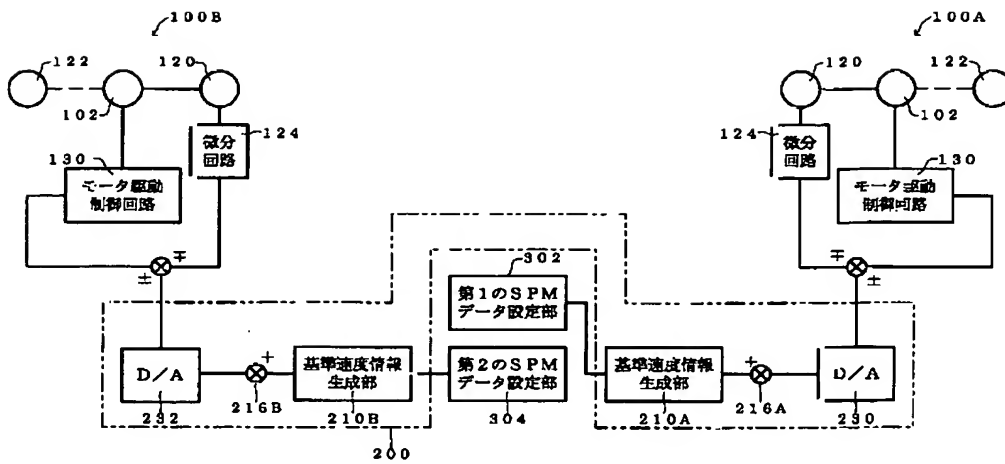 100B
100A
122
120
120
122
102
102
124
微分
回路
124
微分
回路
130
モータ駆動
制御回路
130
モータ駆動
制御回路
∓
±
∓
±
302
第1のSPM
データ設定部
D/A
+
基準速度情報
生成部
第2のSPM
データ設定部
基準速度情報
生成部
+
D/A
232
216B
210B
304
210A
216A
230
200